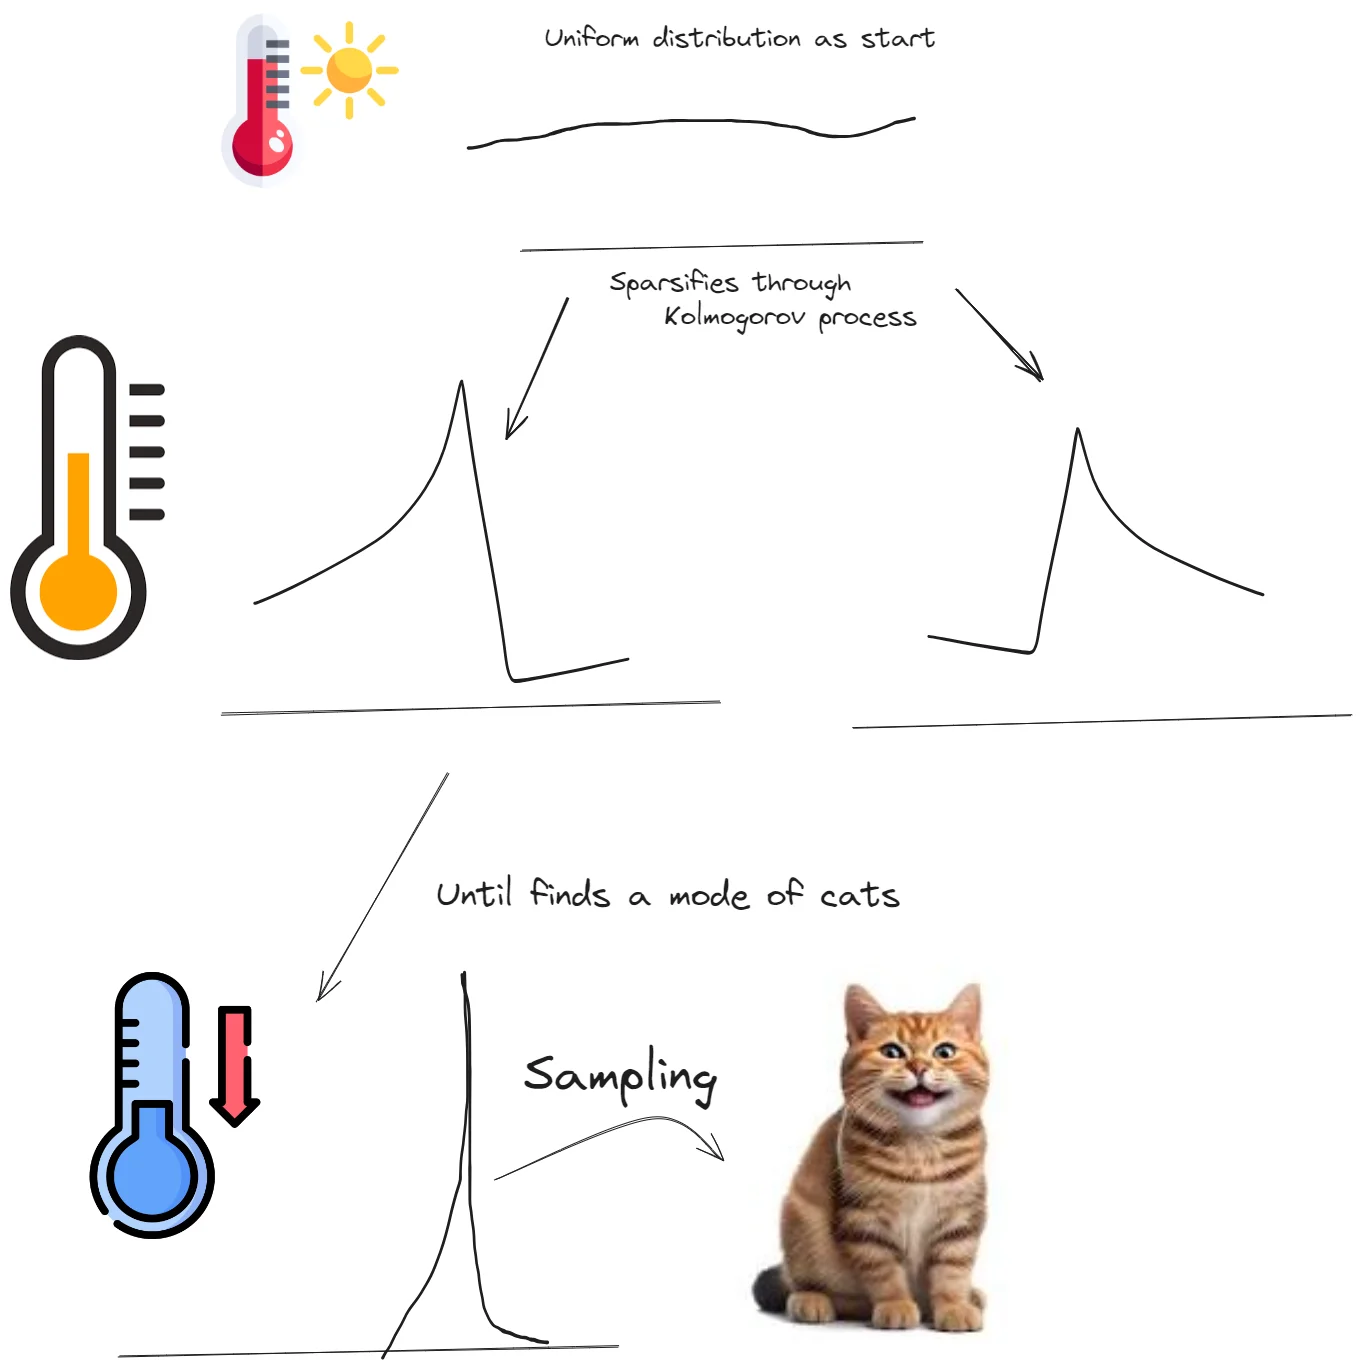 Uniform distribution as start
Sparsifies through
Kolmogorov process
Until finds a mode of cats
Sampling